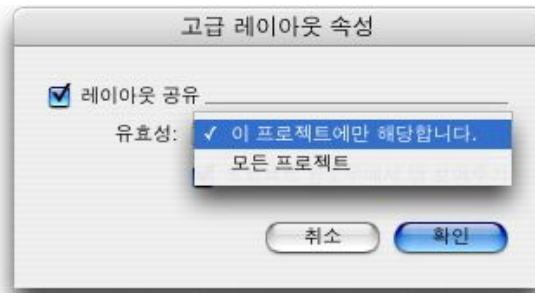 고급 레이아웃 속성
레이아웃 공유
유효성: ✓ 이 프로젝트에만 해당합니다.
모든 프로젝트
취소 확인